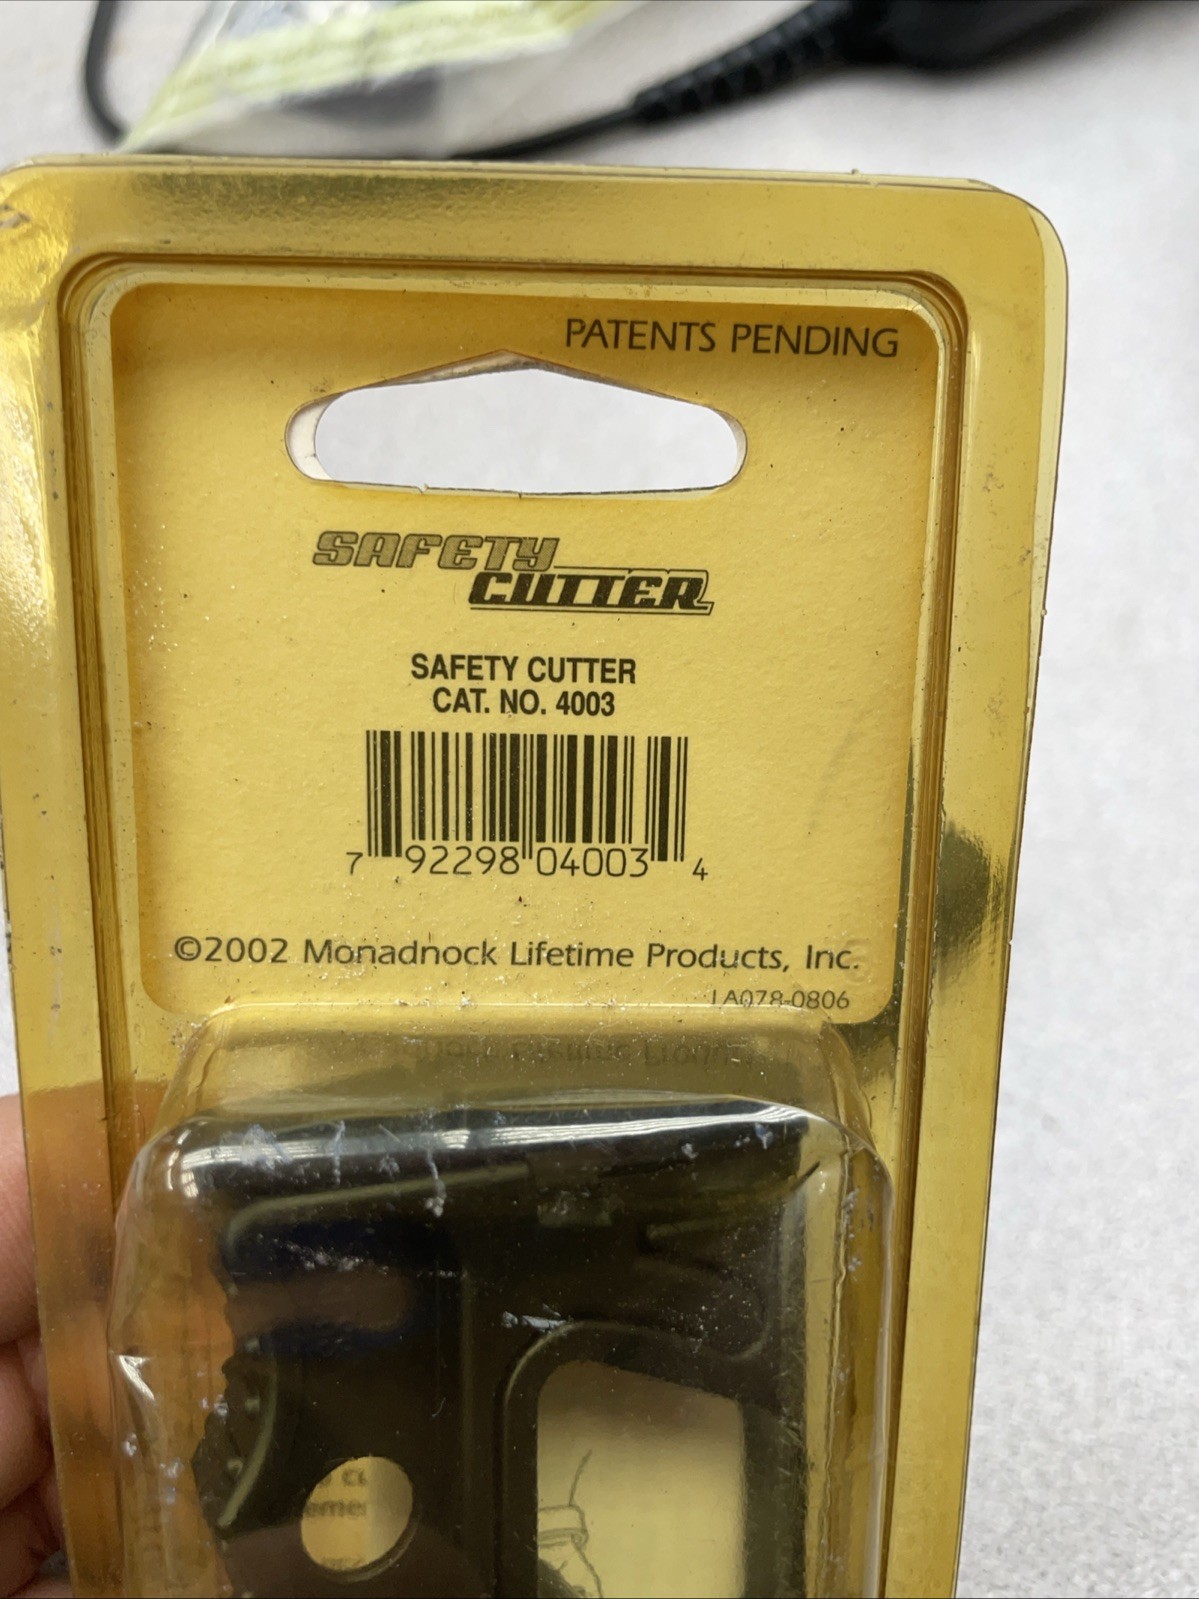 PATENTS PENDING
SAFETY
CUTTER
SAFETY CUTTER
CAT. NO. 4003
7 92298 04003 4
©2002 Monadnock Lifetime Products, Inc.
LA078-0806